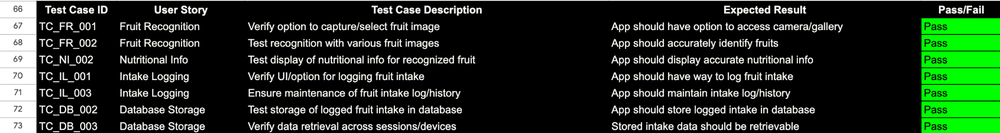 66 Test Case ID User Story Test Case Description Expected Result Pass/Fail
67 TC_FR_001 Fruit Recognition Verify option to capture/select fruit image App should have option to access camera/gallery Pass
68 TC_FR_002 Fruit Recognition Test recognition with various fruit images App should accurately identify fruits Pass
69 TC_NI_002 Nutritional Info Test display of nutritional info for recognized fruit App should display accurate nutritional info Pass
70 TC_IL_001 Intake Logging Verify UI/option for logging fruit intake App should have way to log fruit intake Pass
71 TC_IL_003 Intake Logging Ensure maintenance of fruit intake log/history App should maintain intake log/history Pass
72 TC_DB_002 Database Storage Test storage of logged fruit intake in database App should store logged intake in database Pass
73 TC_DB_003 Database Storage Verify data retrieval across sessions/devices Stored intake data should be retrievable Pass